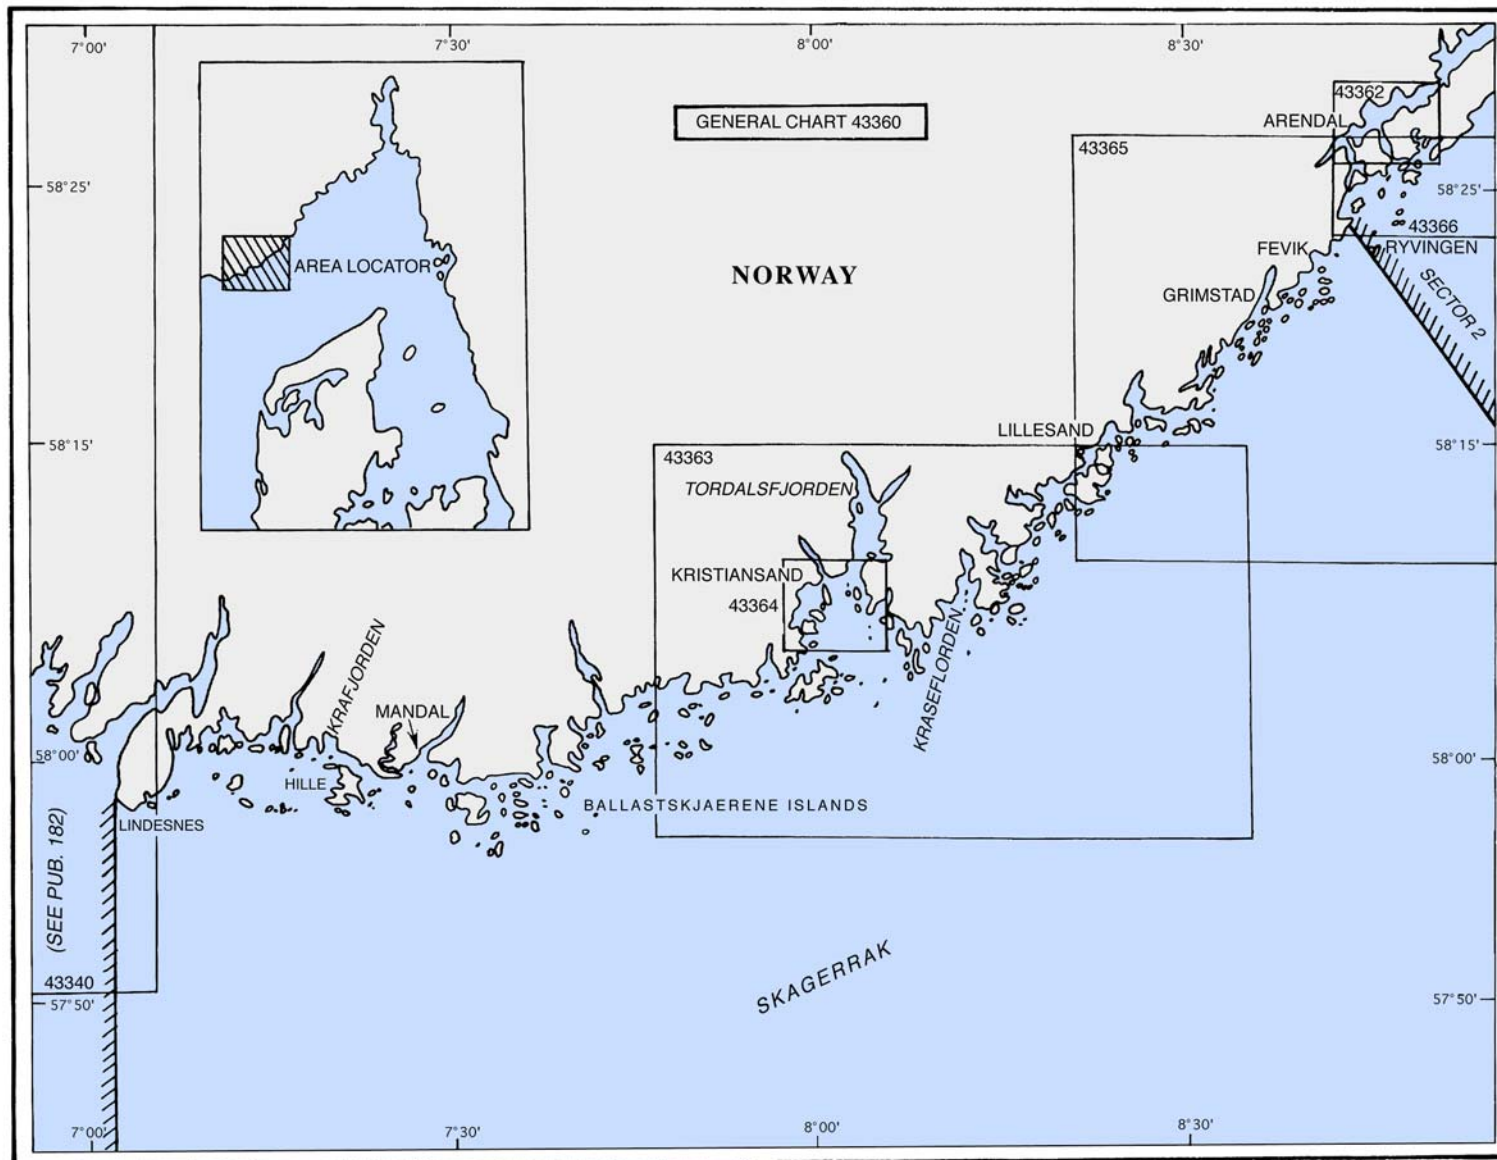 7°00'
7°30'
8°00'
8°30'
43362
GENERAL CHART 43360
ARENDAL
43365
58°25'
58°25'
43366
FEVIK
RYVINGEN
AREA LOCATOR
NORWAY
GRIMSTAD
SECTOR 2
LILLESAND
58°15'
58°15'
43363
TORDALSFJORDEN
KRISTIANSAND
43364
KRAFJORDEN
KRASEFLORDEN
MANDAL
58°00'
58°00'
HILLE
BALLASTSKJAERENE ISLANDS
LINDESNES
(SEE PUB. 182)
SKAGERRAK
43340
57°50'
57°50'
7°00'
7°30'
8°00'
8°30'